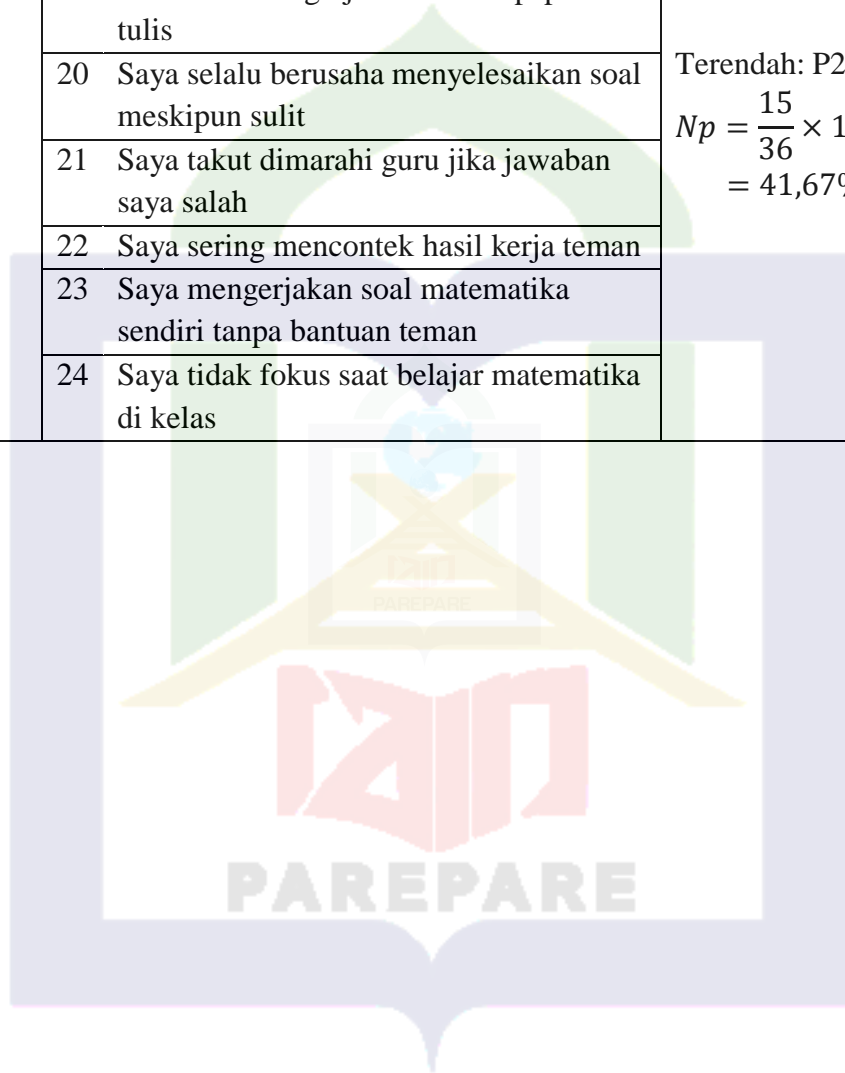 tulis
20 Saya selalu berusaha menyelesaikan soal
meskipun sulit
21 Saya takut dimarahi guru jika jawaban
saya salah
22 Saya sering mencontek hasil kerja teman
23 Saya mengerjakan soal matematika
sendiri tanpa bantuan teman
24 Saya tidak fokus saat belajar matematika
di kelas
Terendah: P2
Np = 15/36 × 1
= 41,67%
IAIN
PAREPARE
IAIN
PAREPARE